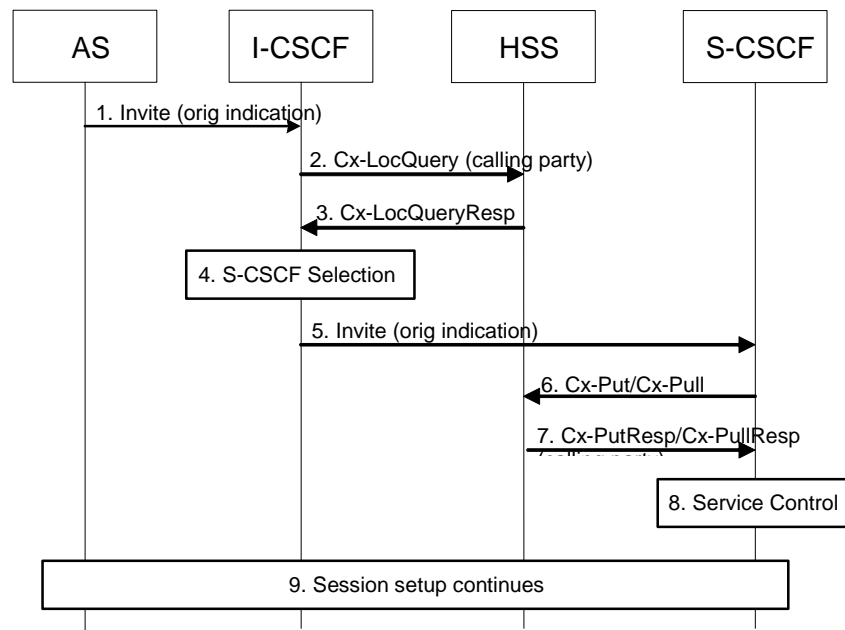 AS
I-CSCF
HSS
S-CSCF
1. Invite (orig indication)
2. Cx-LocQuery (calling party)
3. Cx-LocQueryResp
4. S-CSCF Selection
5. Invite (orig indication)
6. Cx-Put/Cx-Pull
7. Cx-PutResp/Cx-PullResp
(calling party)
8. Service Control
9. Session setup continues